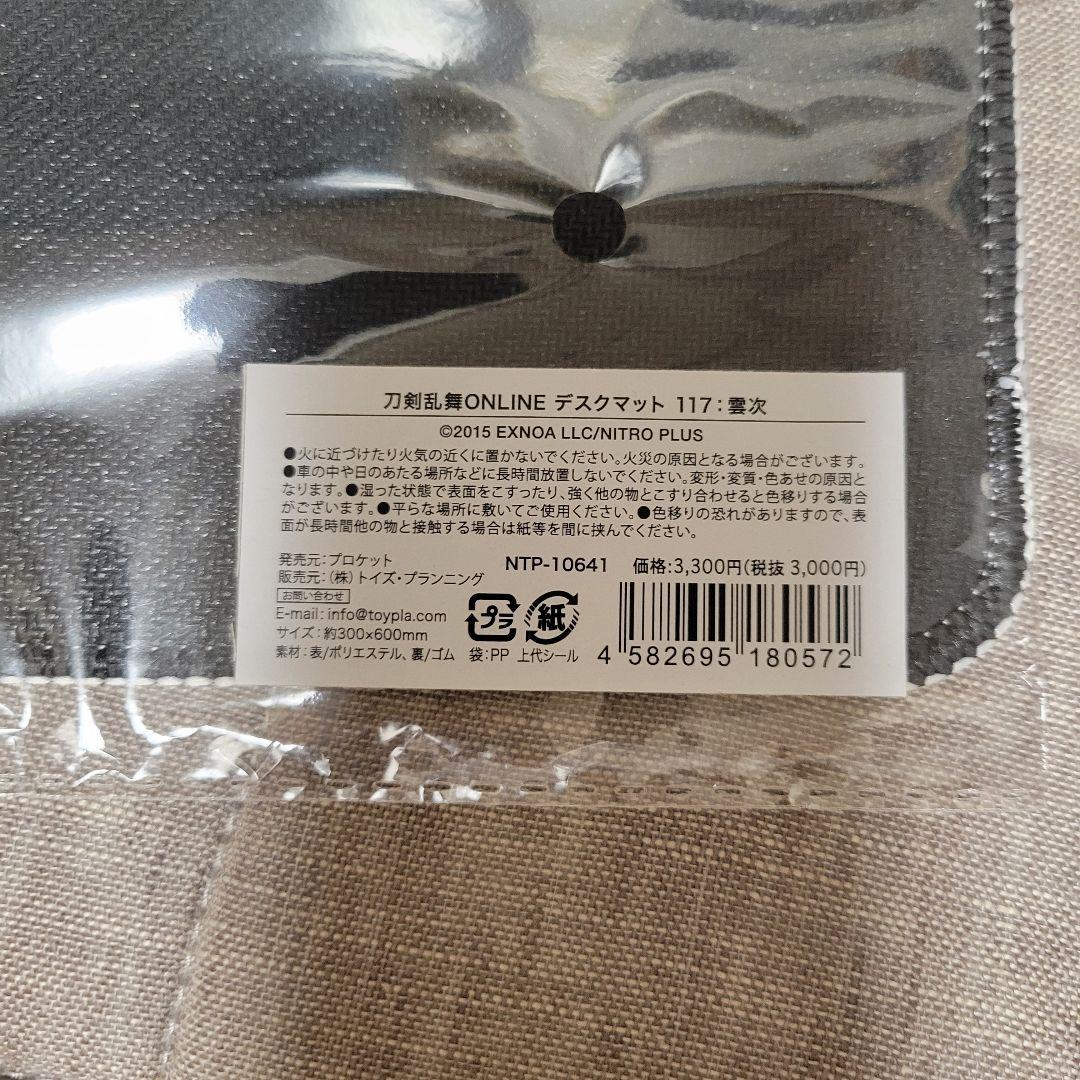 刀剣乱舞ONLINE デスクマット 117:雲次
©2015 EXNOA LLC/NITRO PLUS
●火に近づけたり火気の近くに置かないでください。火災の原因となる場合がございます。
●車の中や日のあたる場所などに長時間放置しないでください。変形・変質・色あせの原因と
なります。●湿った状態で表面をこすったり、強く他の物とこすり合わせると色移りする場合
がございます。●平らな場所に敷いてご使用ください。●色移りの恐れがありますので、表
面が長時間他の物と接触する場合は紙等を間に挟んでください。
発売元:プロケット NTP-10641 価格:3,300円(税抜 3,000円)
販売元:(株)トイズ・プランニング
お問い合わせ
E-mail: info@toypla.com
プラ 紙
サイズ:約300×600mm
素材:表/ポリエステル、裏/ゴム 袋:PP 上代シール
4 582695 180572